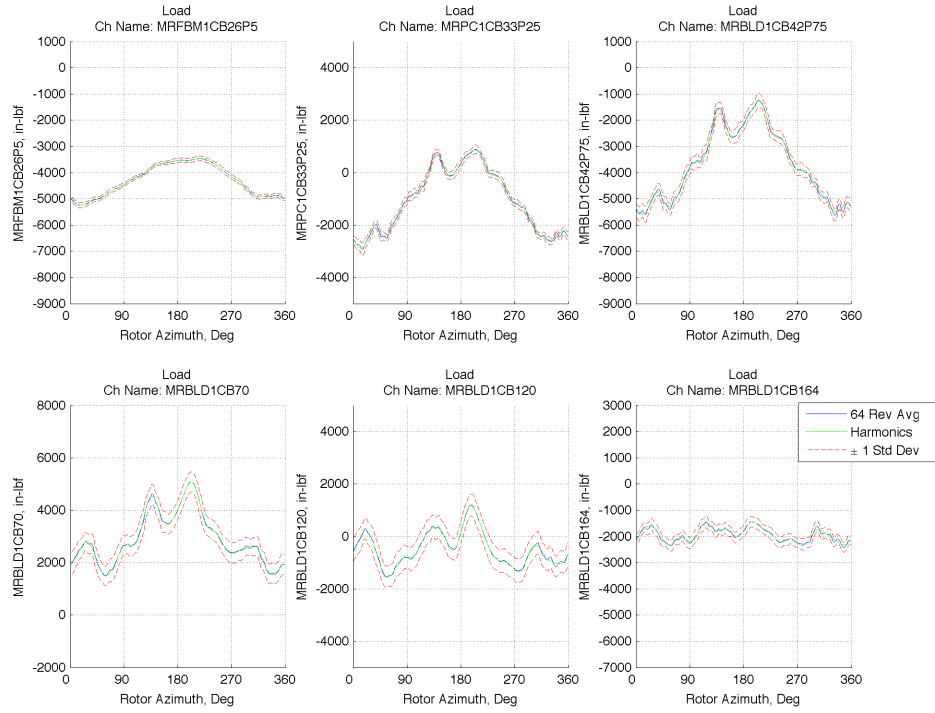 Load
Ch Name: MRFBM1CB26P5
1000
0
-1000
-2000
-3000
-4000
-5000
-6000
-7000
-8000
-9000
MRFBM1CB26P5, in-lbf
0 90 180 270 360
Rotor Azimuth, Deg
Load
Ch Name: MRPC1CB33P25
4000
2000
0
-2000
-4000
MRPC1CB33P25, in-lbf
0 90 180 270 360
Rotor Azimuth, Deg
Load
Ch Name: MRBLD1CB42P75
1000
0
-1000
-2000
-3000
-4000
-5000
-6000
-7000
-8000
-9000
MRBLD1CB42P75, in-lbf
0 90 180 270 360
Rotor Azimuth, Deg
Load
Ch Name: MRBLD1CB70
8000
6000
4000
2000
0
-2000
MRBLD1CB70, in-lbf
0 90 180 270 360
Rotor Azimuth, Deg
Load
Ch Name: MRBLD1CB120
4000
2000
0
-2000
-4000
MRBLD1CB120, in-lbf
0 90 180 270 360
Rotor Azimuth, Deg
Load
Ch Name: MRBLD1CB164
3000
2000
1000
0
-1000
-2000
-3000
-4000
-5000
-6000
-7000
MRBLD1CB164, in-lbf
0 90 180 270 360
Rotor Azimuth, Deg
64 Rev Avg
Harmonics
± 1 Std Dev